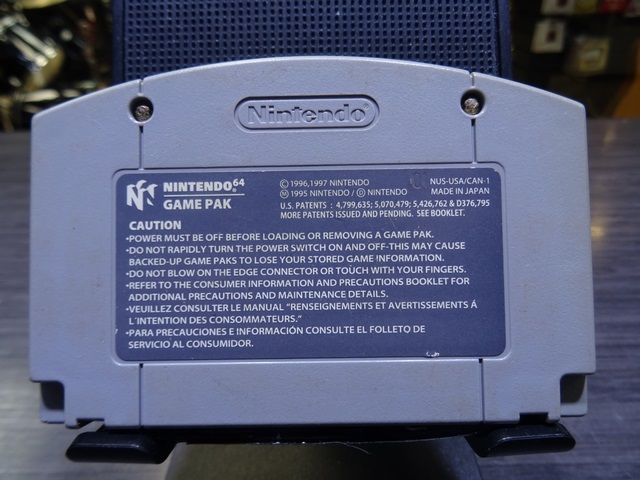 Nintendo
NINTENDO 64
GAME PAK
© 1996,1997 NINTENDO
Ⓜ 1995 NINTENDO / Ⓓ NINTENDO
NUS-USA/CAN-1
MADE IN JAPAN
U.S. PATENTS : 4,799,635; 5,070,479; 5,426,762 & D376,795
MORE PATENTS ISSUED AND PENDING. SEE BOOKLET.
CAUTION
•POWER MUST BE OFF BEFORE LOADING OR REMOVING A GAME PAK.
•DO NOT RAPIDLY TURN THE POWER SWITCH ON AND OFF-THIS MAY CAUSE
BACKED-UP GAME PAKS TO LOSE YOUR STORED GAME INFORMATION.
•DO NOT BLOW ON THE EDGE CONNECTOR OR TOUCH WITH YOUR FINGERS.
•REFER TO THE CONSUMER INFORMATION AND PRECAUTIONS BOOKLET FOR
ADDITIONAL PRECAUTIONS AND MAINTENANCE DETAILS.
•VEUILLEZ CONSULTER LE MANUAL "RENSEIGNEMENTS ET AVERTISSEMENTS Á
L'INTENTION DES CONSOMMATEURS."
•PARA PRECAUCIONES E INFORMACIÓN CONSULTE EL FOLLETO DE
SERVICIO AL CONSUMIDOR.